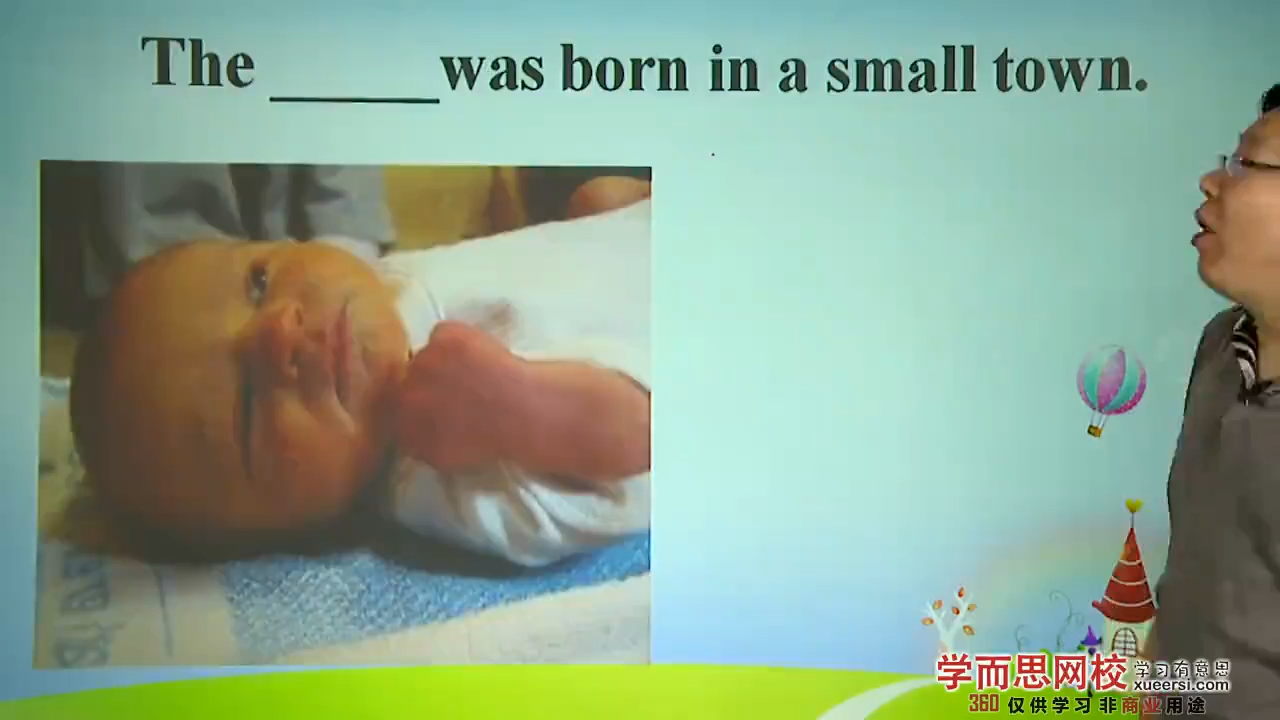 The _____ was born in a small town.
学而思网校 学习有意思
xueersi.com
360 仅供学习 非商业用途